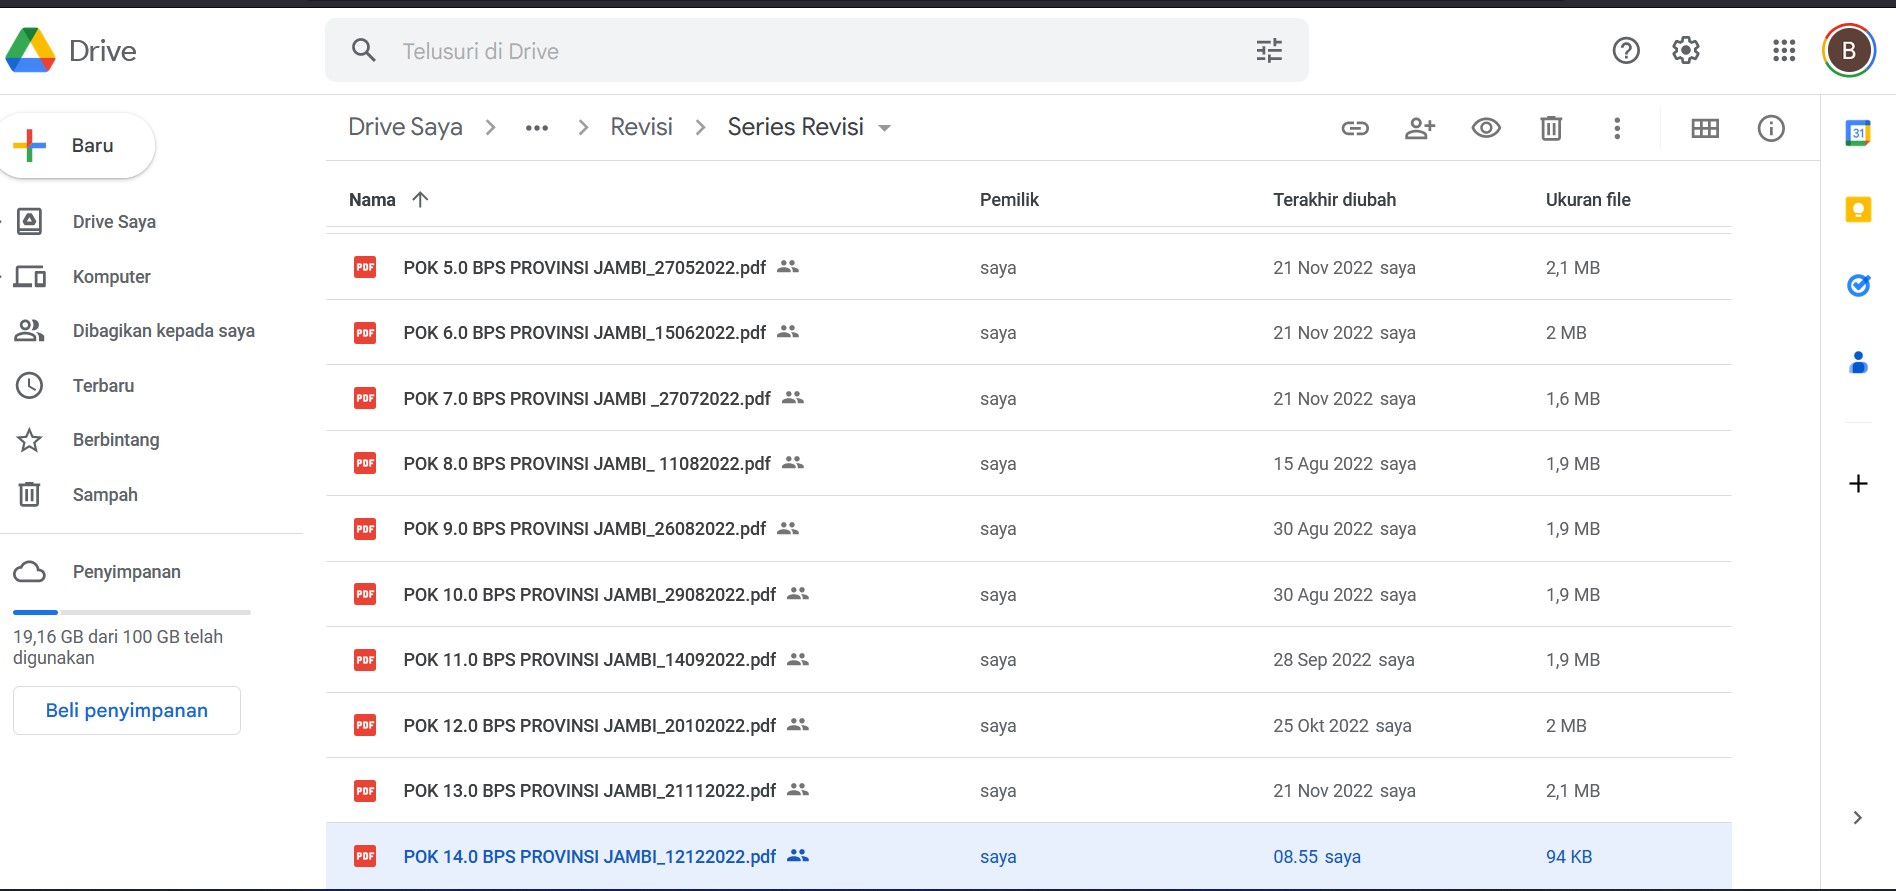 Drive
Telusuri di Drive
B
Baru
Drive Saya
Komputer
Dibagikan kepada saya
Terbaru
Berbintang
Sampah
Penyimpanan
19,16 GB dari 100 GB telah
digunakan
Beli penyimpanan
Drive Saya > ••• > Revisi > Series Revisi
Nama Pemilik Terakhir diubah Ukuran file
PDF POK 5.0 BPS PROVINSI JAMBI_27052022.pdf saya 21 Nov 2022 saya 2,1 MB
PDF POK 6.0 BPS PROVINSI JAMBI_15062022.pdf saya 21 Nov 2022 saya 2 MB
PDF POK 7.0 BPS PROVINSI JAMBI _27072022.pdf saya 21 Nov 2022 saya 1,6 MB
PDF POK 8.0 BPS PROVINSI JAMBI_ 11082022.pdf saya 15 Agu 2022 saya 1,9 MB
PDF POK 9.0 BPS PROVINSI JAMBI_26082022.pdf saya 30 Agu 2022 saya 1,9 MB
PDF POK 10.0 BPS PROVINSI JAMBI_29082022.pdf saya 30 Agu 2022 saya 1,9 MB
PDF POK 11.0 BPS PROVINSI JAMBI_14092022.pdf saya 28 Sep 2022 saya 1,9 MB
PDF POK 12.0 BPS PROVINSI JAMBI_20102022.pdf saya 25 Okt 2022 saya 2 MB
PDF POK 13.0 BPS PROVINSI JAMBI_21112022.pdf saya 21 Nov 2022 saya 2,1 MB
PDF POK 14.0 BPS PROVINSI JAMBI_12122022.pdf saya 08.55 saya 94 KB
31